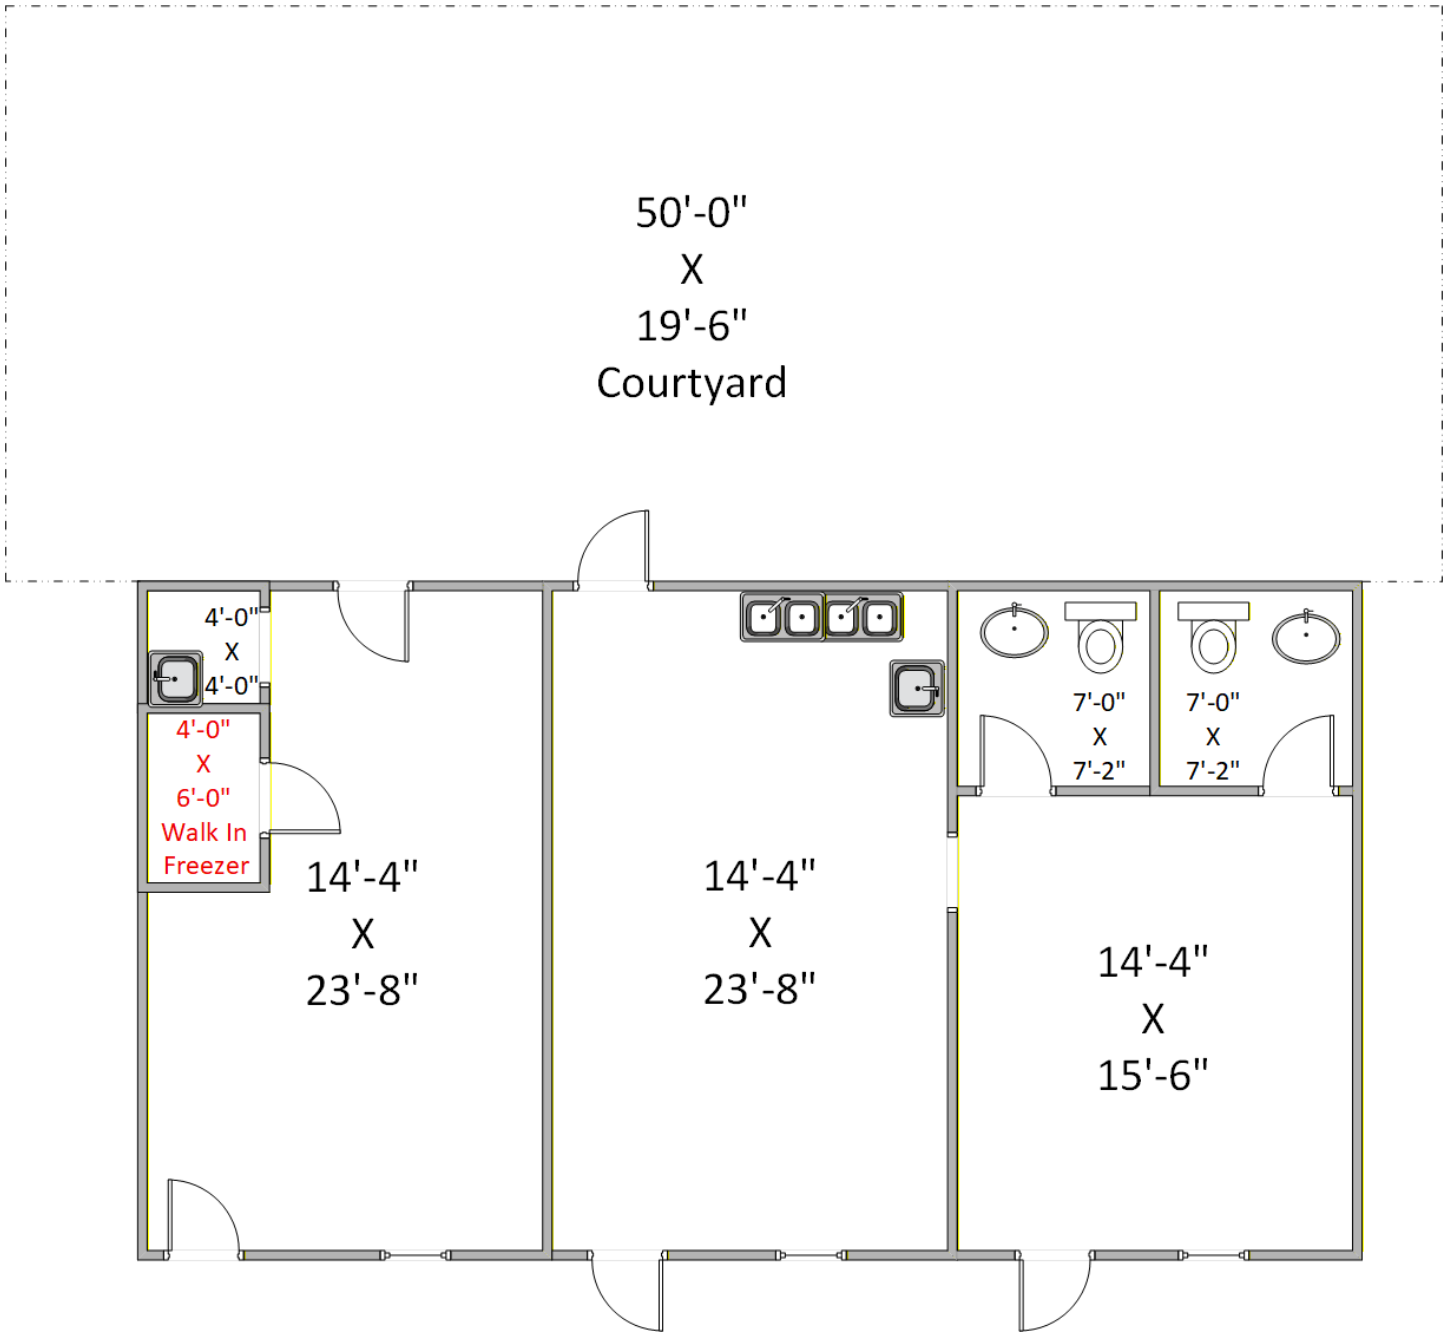 50'-0"
X
19'-6"
Courtyard
4'-0"
X
4'-0"
4'-0"
X
6'-0"
Walk In
Freezer
14'-4"
X
23'-8"
14'-4"
X
23'-8"
7'-0"
X
7'-2"
7'-0"
X
7'-2"
14'-4"
X
15'-6"